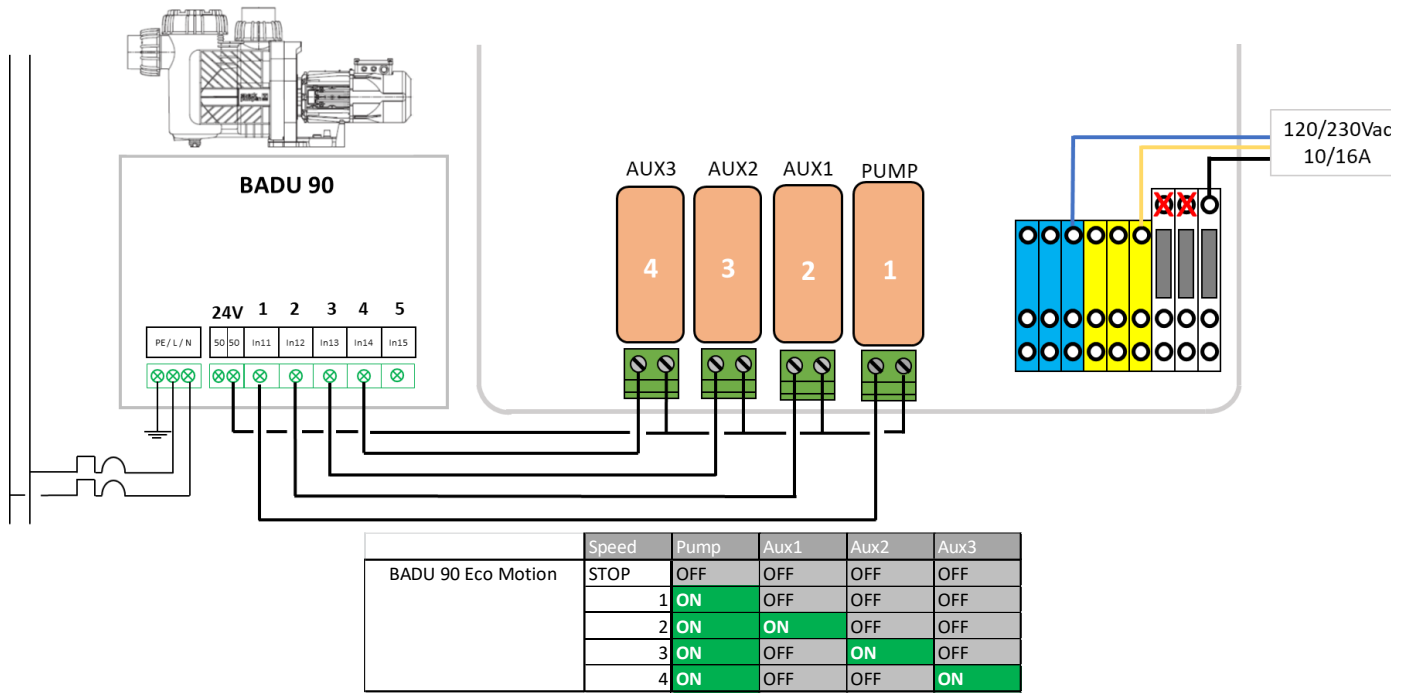 120/230Vac
10/16A
BADU 90
AUX3 AUX2 AUX1 PUMP
4 3 2 1
24V 1 2 3 4 5
PE / L / N 50 50 In11 In12 In13 In14 In15
Speed Pump Aux1 Aux2 Aux3
BADU 90 Eco Motion STOP OFF OFF OFF OFF
1 ON OFF OFF OFF
2 ON ON OFF OFF
3 ON OFF ON OFF
4 ON OFF OFF ON